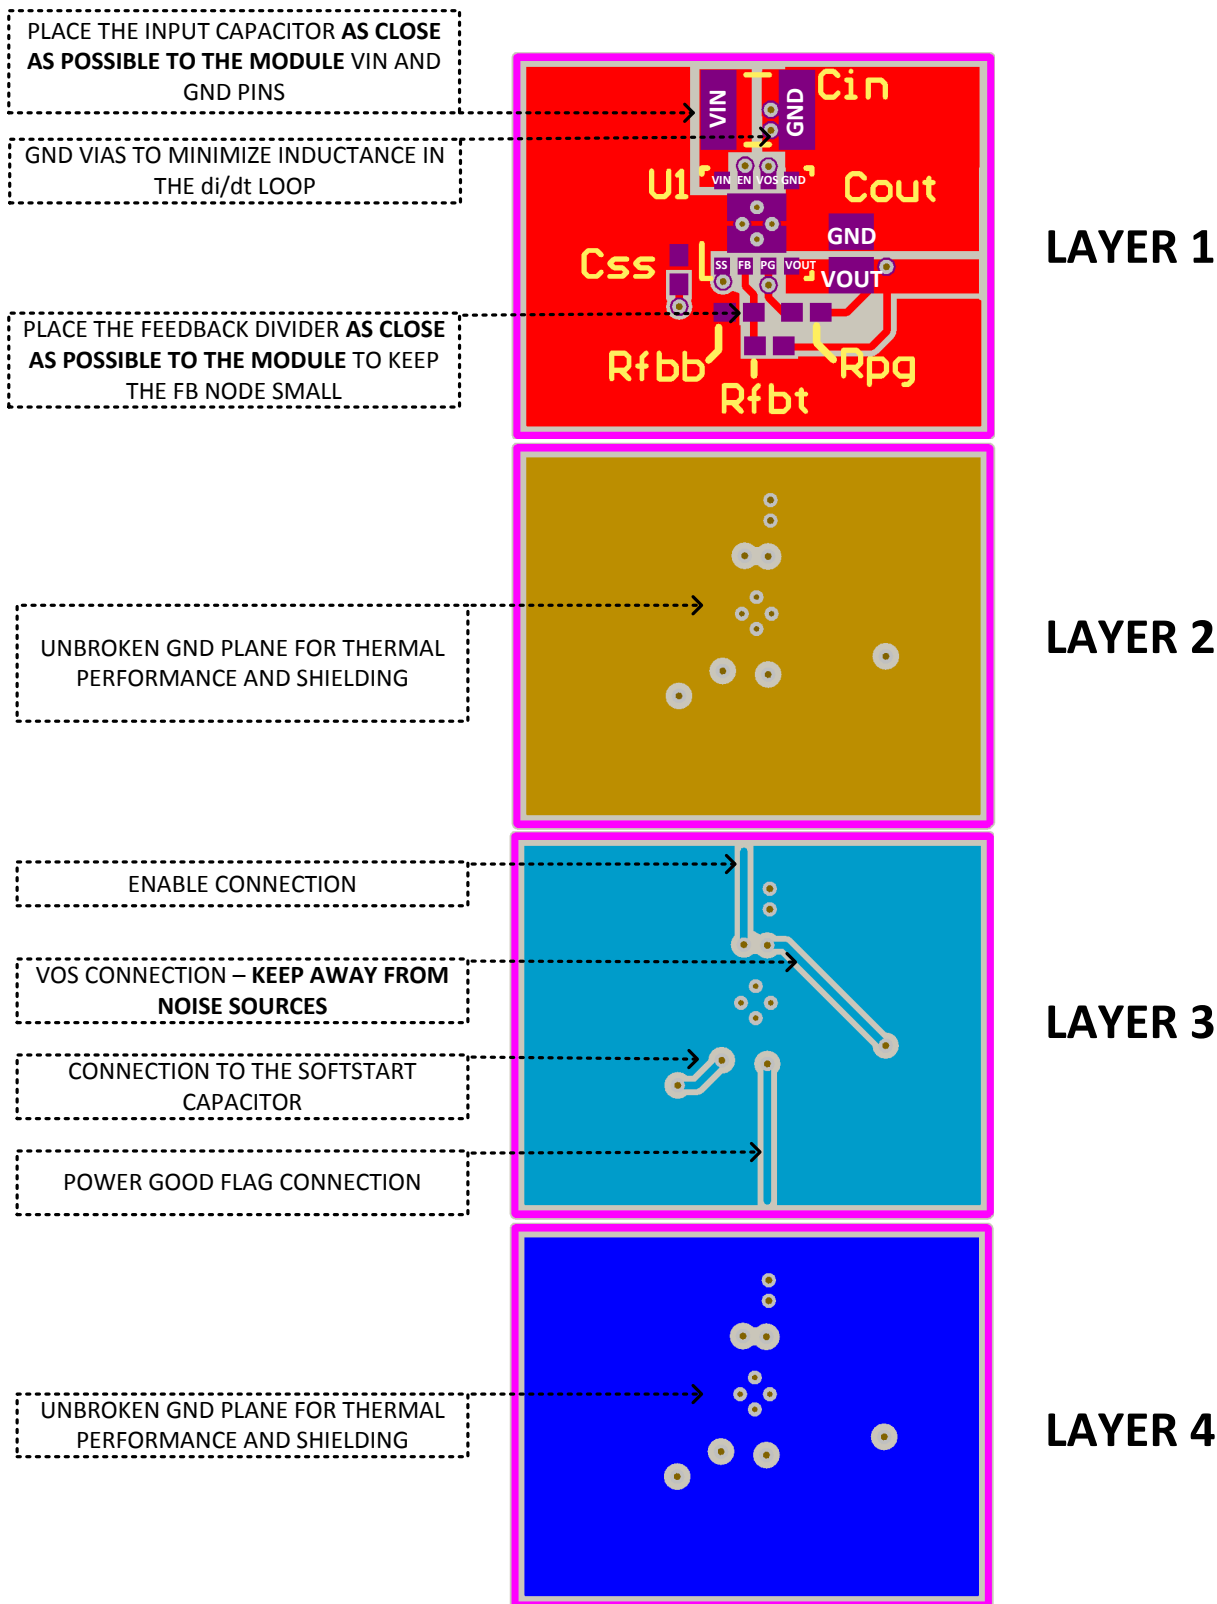 PLACE THE INPUT CAPACITOR AS CLOSE
AS POSSIBLE TO THE MODULE VIN AND
GND PINS
GND VIAS TO MINIMIZE INDUCTANCE IN
THE di/dt LOOP
PLACE THE FEEDBACK DIVIDER AS CLOSE
AS POSSIBLE TO THE MODULE TO KEEP
THE FB NODE SMALL
VIN
GND
Cin
U1
VIN EN VOS GND
Cout
GND
VOUT
Css
SS FB PG VOUT
Rfbb
Rfbt
Rpg
LAYER 1
UNBROKEN GND PLANE FOR THERMAL
PERFORMANCE AND SHIELDING
LAYER 2
ENABLE CONNECTION
VOS CONNECTION – KEEP AWAY FROM
NOISE SOURCES
CONNECTION TO THE SOFTSTART
CAPACITOR
POWER GOOD FLAG CONNECTION
LAYER 3
UNBROKEN GND PLANE FOR THERMAL
PERFORMANCE AND SHIELDING
LAYER 4